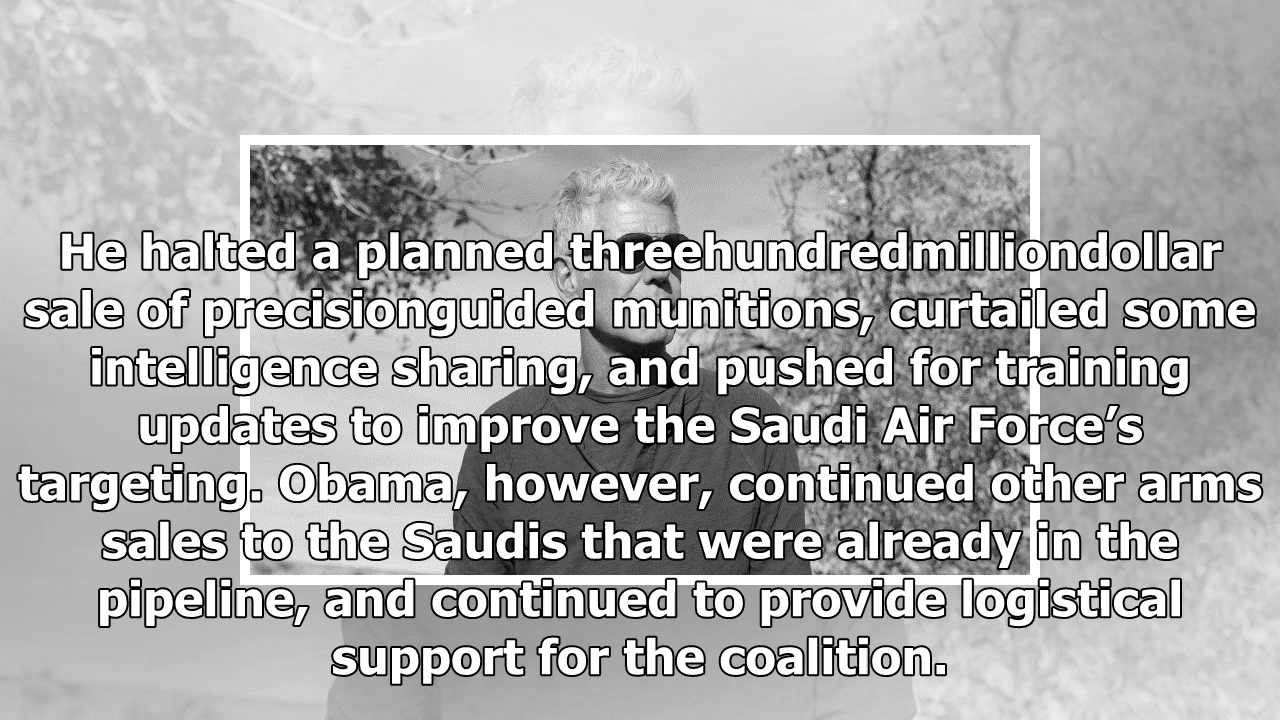 He halted a planned threehundredmilliondollar
sale of precisionguided munitions, curtailed some
intelligence sharing, and pushed for training
updates to improve the Saudi Air Force’s
targeting. Obama, however, continued other arms
sales to the Saudis that were already in the
pipeline, and continued to provide logistical
support for the coalition.